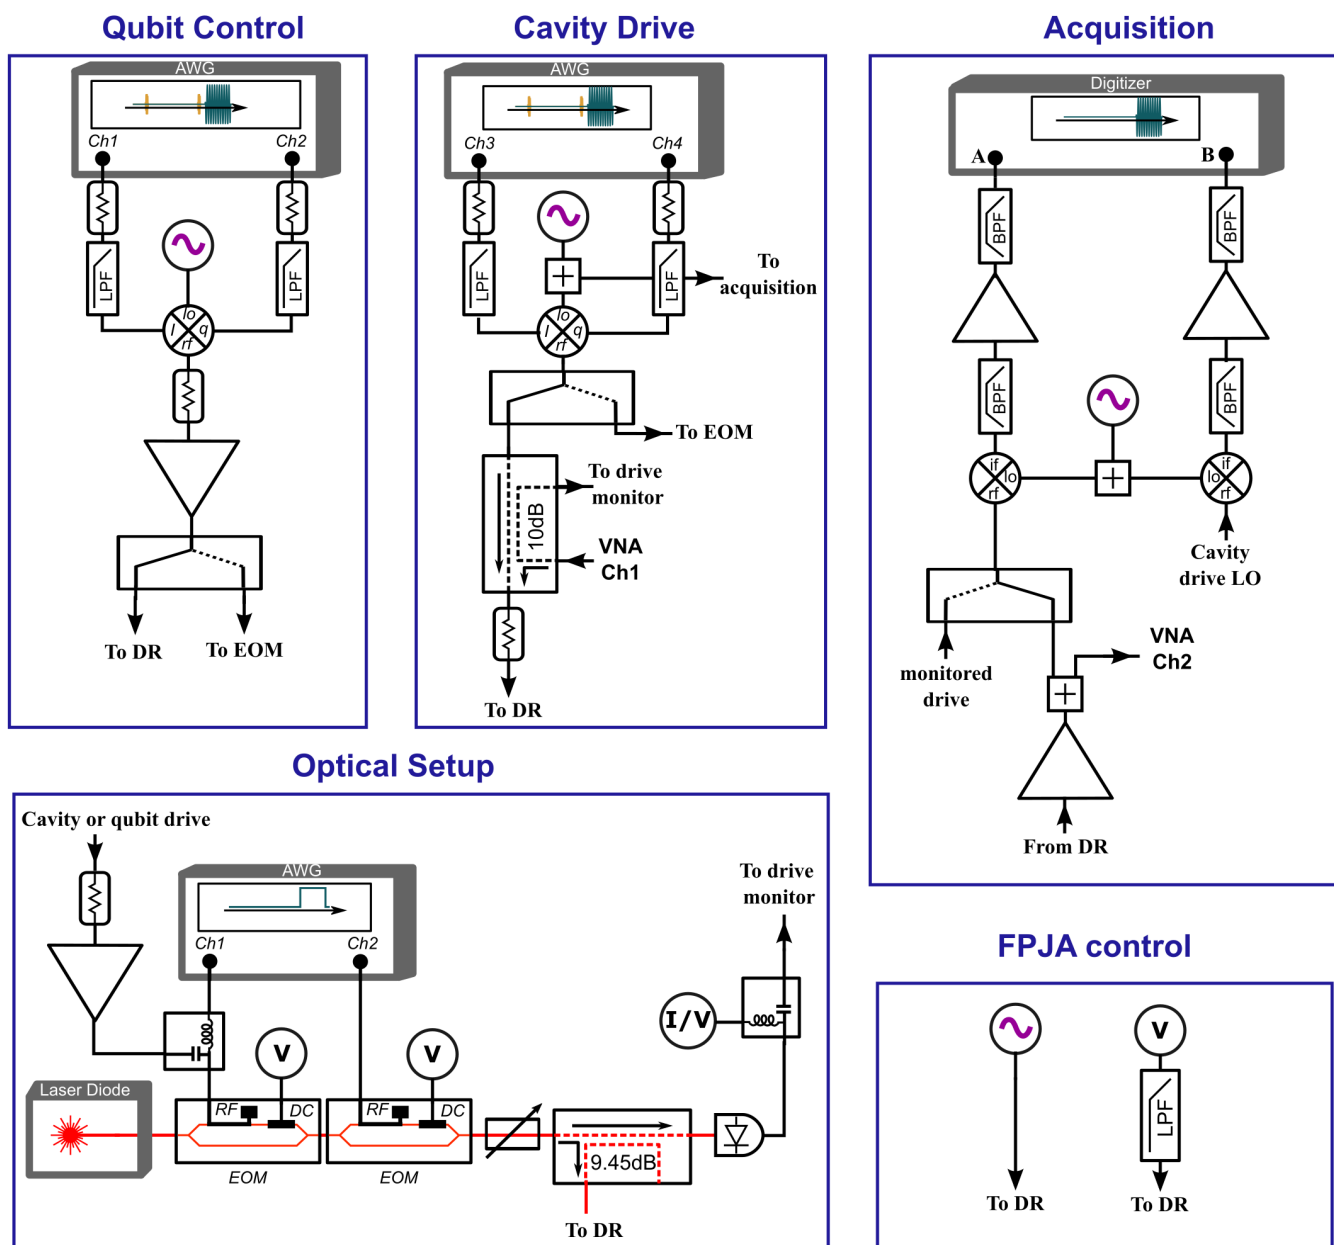 Qubit Control
AWG
Ch1
Ch2
LPF
LPF
lo
I
q
rf
To DR
To EOM
Cavity Drive
AWG
Ch3
Ch4
LPF
LPF
To
acquisition
lo
I
q
rf
To EOM
To drive
monitor
10dB
VNA
Ch1
To DR
Acquisition
Digitizer
A
B
BPF
BPF
BPF
BPF
if
lo
rf
if
lo
rf
Cavity
drive LO
monitored
drive
VNA
Ch2
From DR
Optical Setup
Cavity or qubit drive
AWG
Ch1
Ch2
To drive
monitor
I/V
V
V
Laser Diode
RF
DC
RF
DC
EOM
EOM
9.45dB
To DR
FPJA control
V
LPF
To DR
To DR